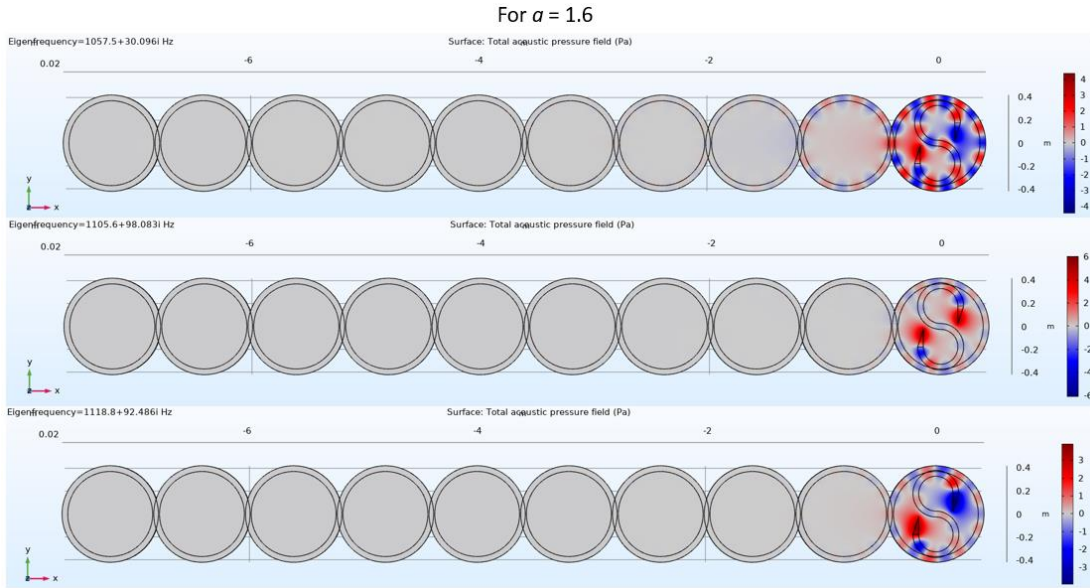 For a = 1.6
Eigenfrequency=1057.5+30.096i Hz
Surface: Total acoustic pressure field (Pa)
m
m
0.02
-6
-4
-2
0
0.4
0.2
0
m
-0.2
-0.4
4
3
2
1
0
-1
-2
-3
-4
y
z
x
Eigenfrequency=1105.6+98.083i Hz
Surface: Total acoustic pressure field (Pa)
m
m
0.02
-6
-4
-2
0
0.4
0.2
0
m
-0.2
-0.4
6
4
2
0
-2
-4
-6
y
z
x
Eigenfrequency=1118.8+92.486i Hz
Surface: Total acoustic pressure field (Pa)
m
m
0.02
-6
-4
-2
0
0.4
0.2
0
m
-0.2
-0.4
3
2
1
0
-1
-2
-3
y
z
x